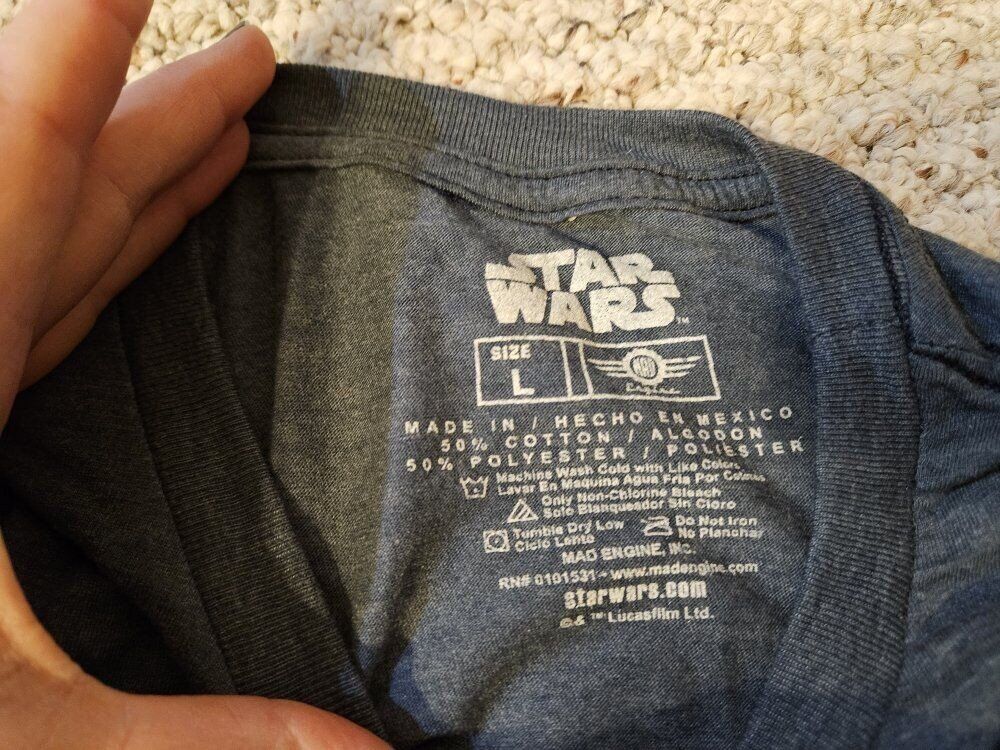 STAR
WARS™
SIZE
L
MAD
Engine
MADE IN / HECHO EN MEXICO
50% COTTON / ALGODON
50% POLYESTER / POLIESTER
Machine Wash Cold with Like Colors
Lavar En Maquina Agua Fria Por Colores
Only Non-Chlorine Bleach
Solo Blanqueador Sin Cloro
Tumble Dry Low
Ciclo Lento
Do Not Iron
No Planchar
MAD ENGINE, INC.
RN# 0101531 - www.madengine.com
starwars.com
©& ™ Lucasfilm Ltd.